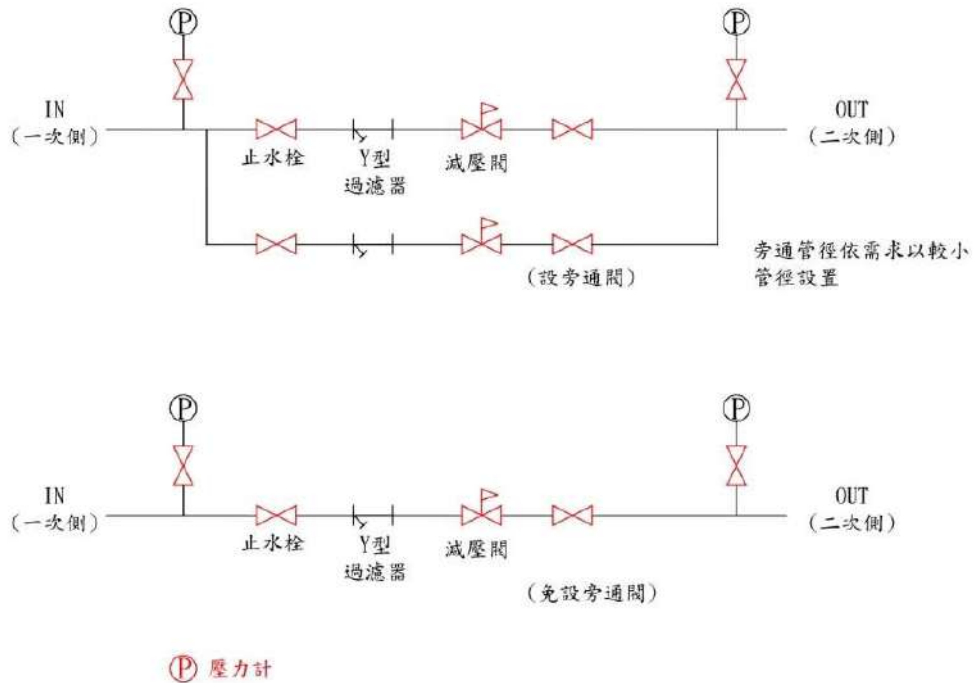 P
P
IN
(一次側)
OUT
(二次側)
止水栓
Y型
過濾器
減壓閥
(設旁通閥)
旁通管徑依需求以較小
管徑設置
P
P
IN
(一次側)
OUT
(二次側)
止水栓
Y型
過濾器
減壓閥
(免設旁通閥)
P 壓力計